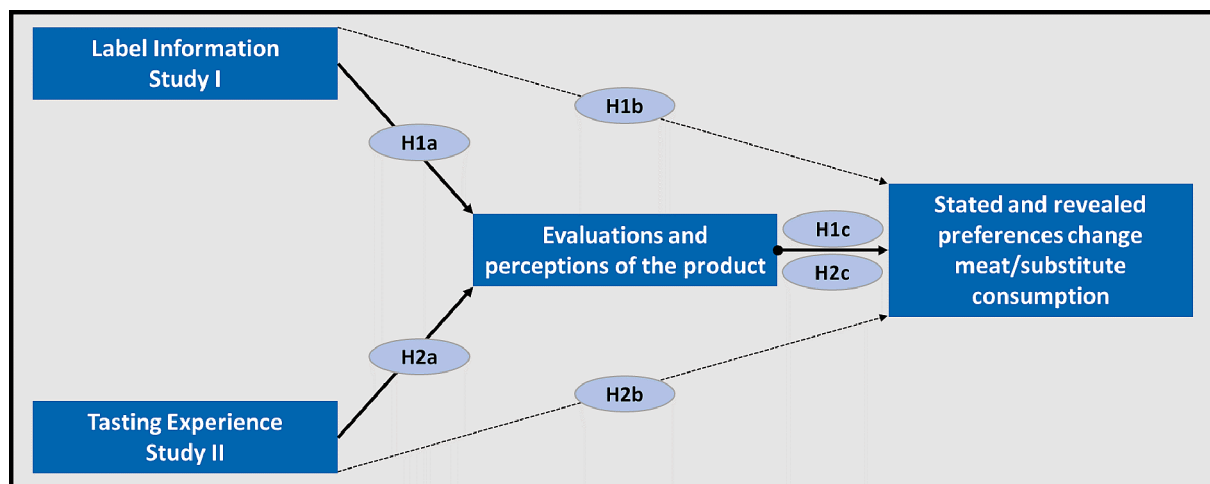 Label Information
Study I
H1b
H1a
Evaluations and
perceptions of the product
H1c
H2c
Stated and revealed
preferences change
meat/substitute
consumption
H2a
H2b
Tasting Experience
Study II